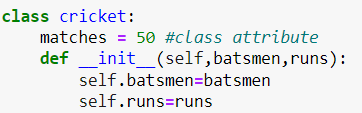 class cricket:
    matches = 50 #class attribute
    def __init__(self,batsmen,runs):
        self.batsmen=batsmen
        self.runs=runs